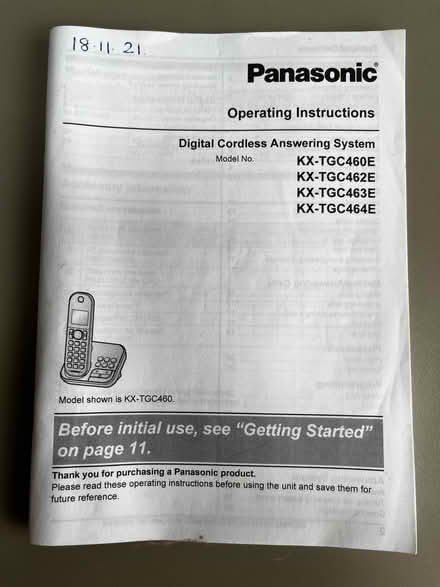 18·11·21.
Panasonic®
Operating Instructions
Digital Cordless Answering System
Model No. KX-TGC460E
KX-TGC462E
KX-TGC463E
KX-TGC464E
Model shown is KX-TGC460.
Before initial use, see “Getting Started”
on page 11.
Thank you for purchasing a Panasonic product.
Please read these operating instructions before using the unit and save them for
future reference.